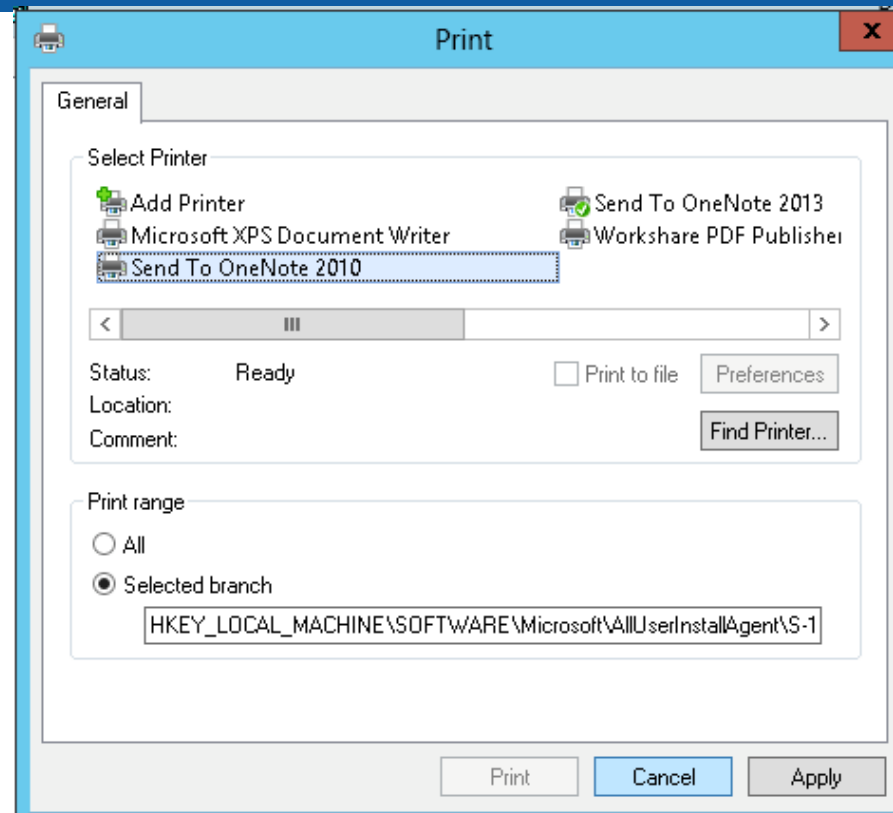 Print
x
General
Select Printer
Add Printer
Send To OneNote 2013
Microsoft XPS Document Writer
Workshare PDF Publisher
Send To OneNote 2010
Status: Ready
Print to file
Preferences
Location:
Comment:
Find Printer...
Print range
All
Selected branch
HKEY_LOCAL_MACHINE\SOFTWARE\Microsoft\AllUserInstallAgent\S-1
Print
Cancel
Apply